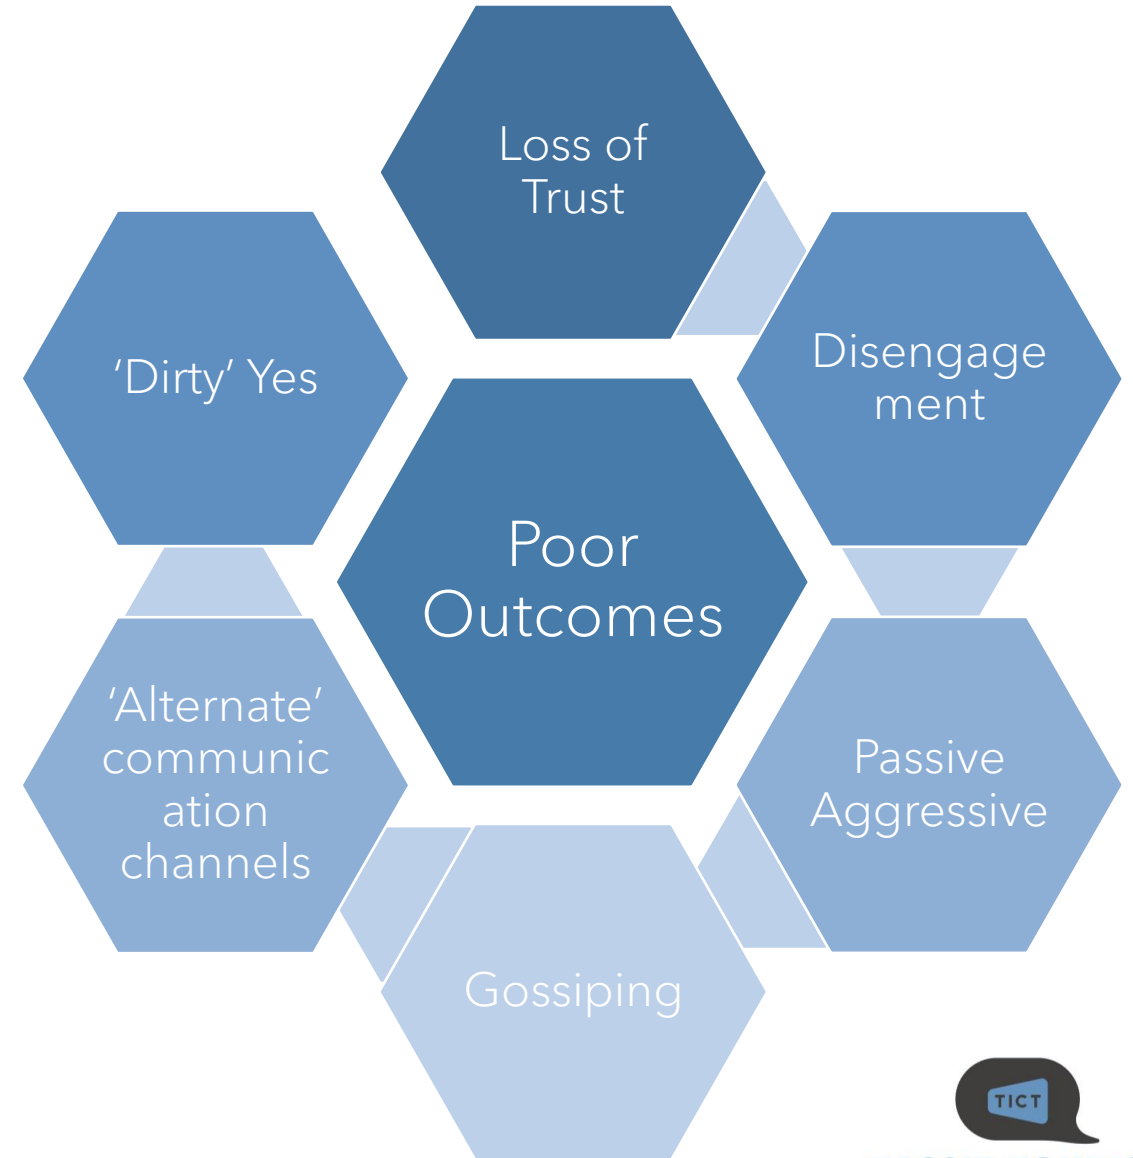 Loss of
Trust
Disengage
ment
Passive
Aggressive
Gossiping
‘Alternate’
communic
ation
channels
‘Dirty’ Yes
Poor
Outcomes
TICT